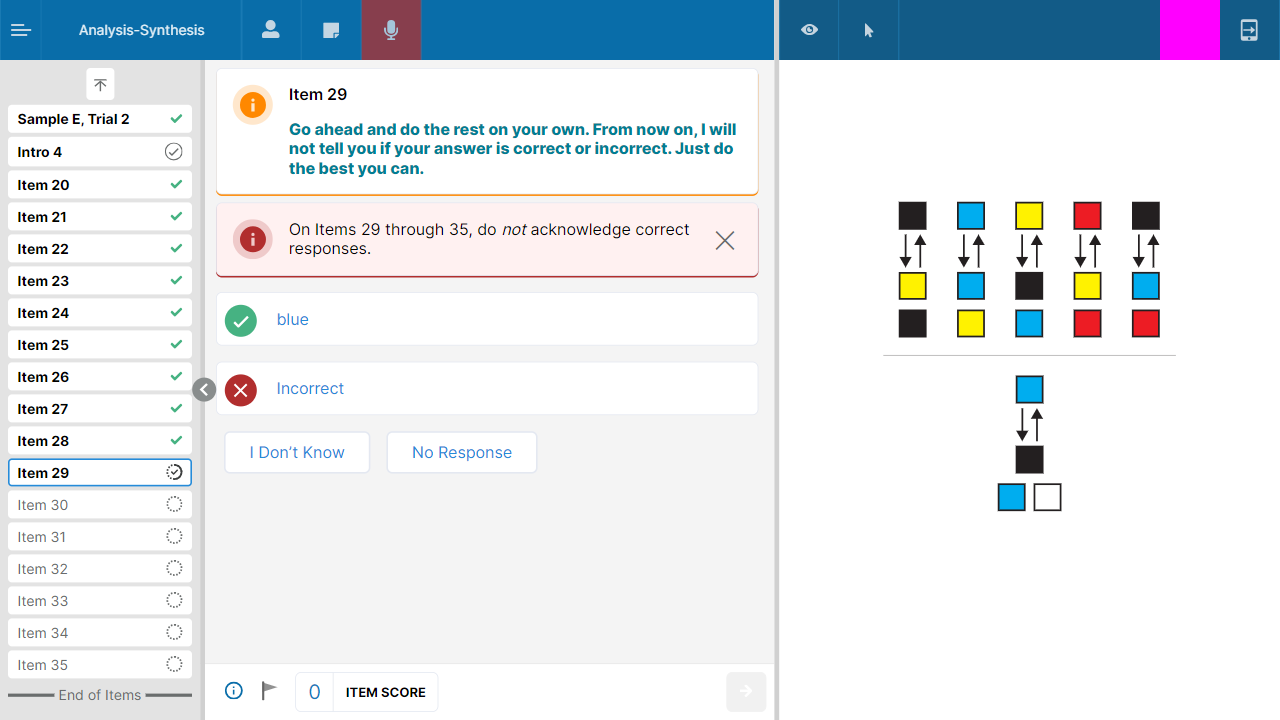 Analysis-Synthesis
Sample E, Trial 2
Intro 4
Item 20
Item 21
Item 22
Item 23
Item 24
Item 25
Item 26
Item 27
Item 28
Item 29
Item 30
Item 31
Item 32
Item 33
Item 34
Item 35
End of Items
Item 29
Go ahead and do the rest on your own. From now on, I will
not tell you if your answer is correct or incorrect. Just do
the best you can.
On Items 29 through 35, do not acknowledge correct
responses.
blue
Incorrect
I Don’t Know
No Response
0
ITEM SCORE